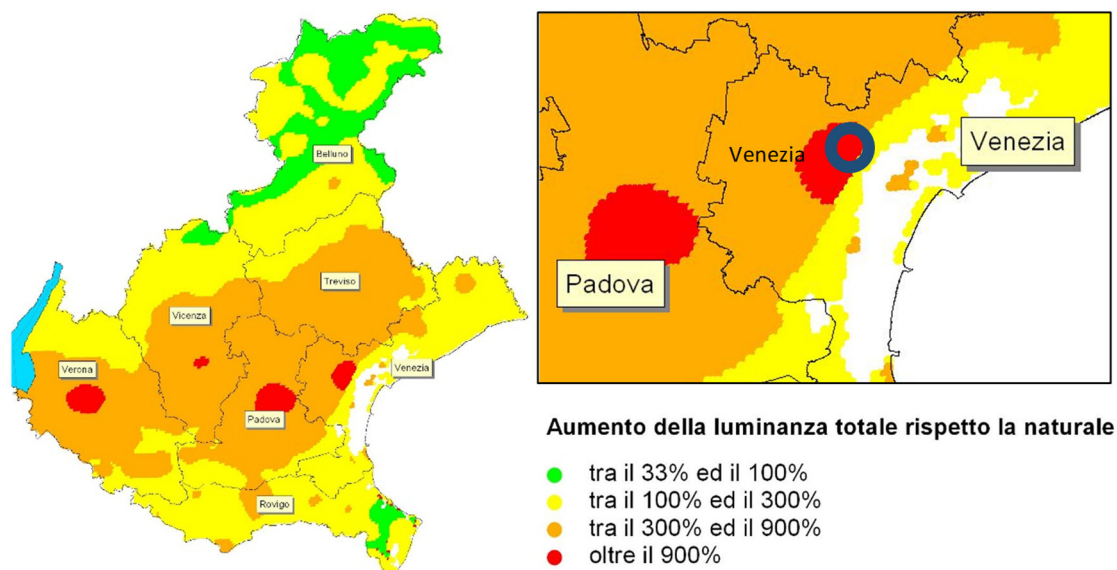 Belluno
Treviso
Vicenza
Verona
Venezia
Padova
Rovigo
Venezia
Venezia
Padova
Aumento della luminanza totale rispetto la naturale
tra il 33% ed il 100%
tra il 100% ed il 300%
tra il 300% ed il 900%
oltre il 900%